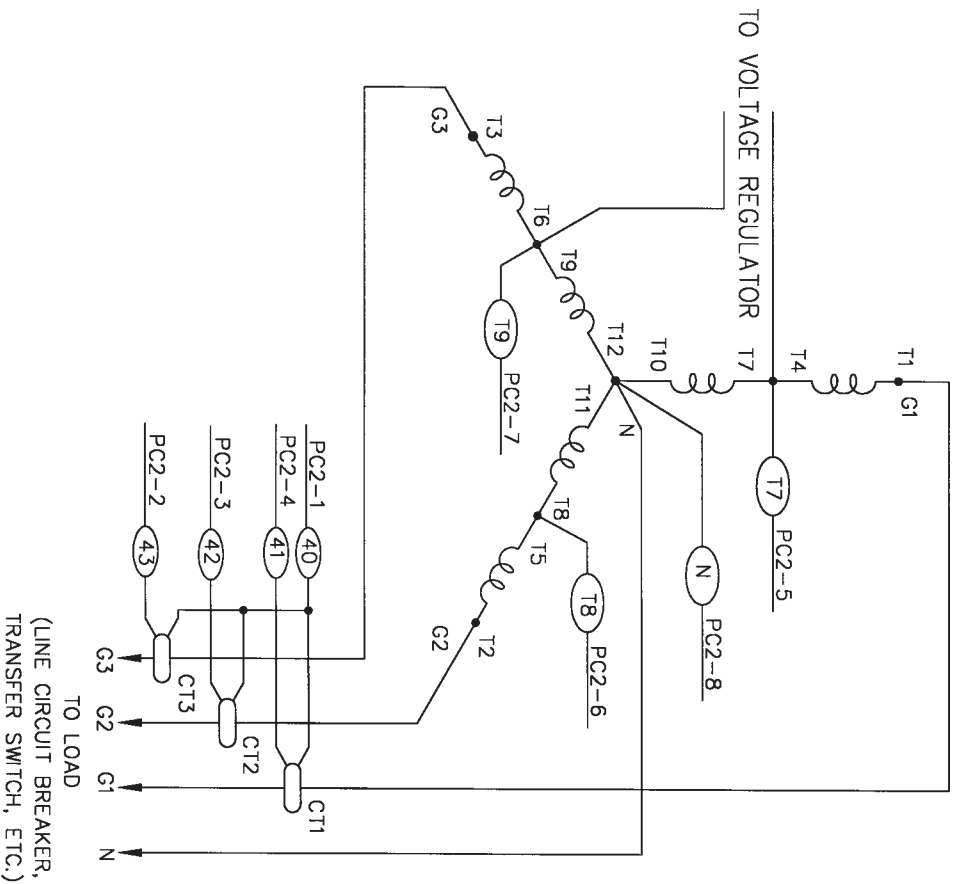 TO VOLTAGE REGULATOR
T1
G1
T4
T7
T7
PC2-5
T10
T12
N
N
PC2-8
T9
T6
T3
G3
T9
PC2-7
T11
T8
T8
PC2-6
T5
T2
G2
PC2-1
40
PC2-4
41
PC2-3
42
PC2-2
43
CT3
CT2
CT1
G3
G2
G1
N
TO LOAD
(LINE CIRCUIT BREAKER,
TRANSFER SWITCH, ETC.)